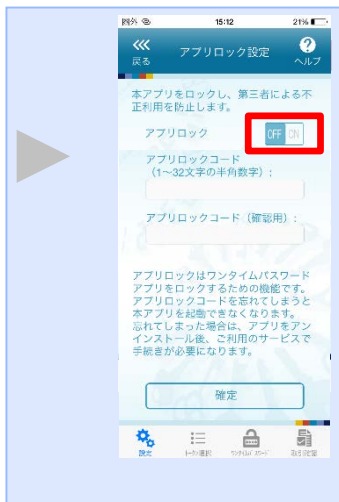 圏外
15:12
21%
戻る
アプリロック設定
ヘルプ
本アプリをロックし、第三者による不
正利用を防止します。
アプリロック
OFF ON
アプリロックコード
(1〜32文字の半角数字):
アプリロックコード(確認用):
アプリロックはワンタイムパスワード
アプリをロックするための機能です。
アプリロックコードを忘れてしまうと
本アプリを起動できなくなります。
忘れてしまった場合は、アプリをアン
インストール後、ご利用のサービスで
手続きが必要になります。
確定
設定
トークン選択
ワンタイムパスワード